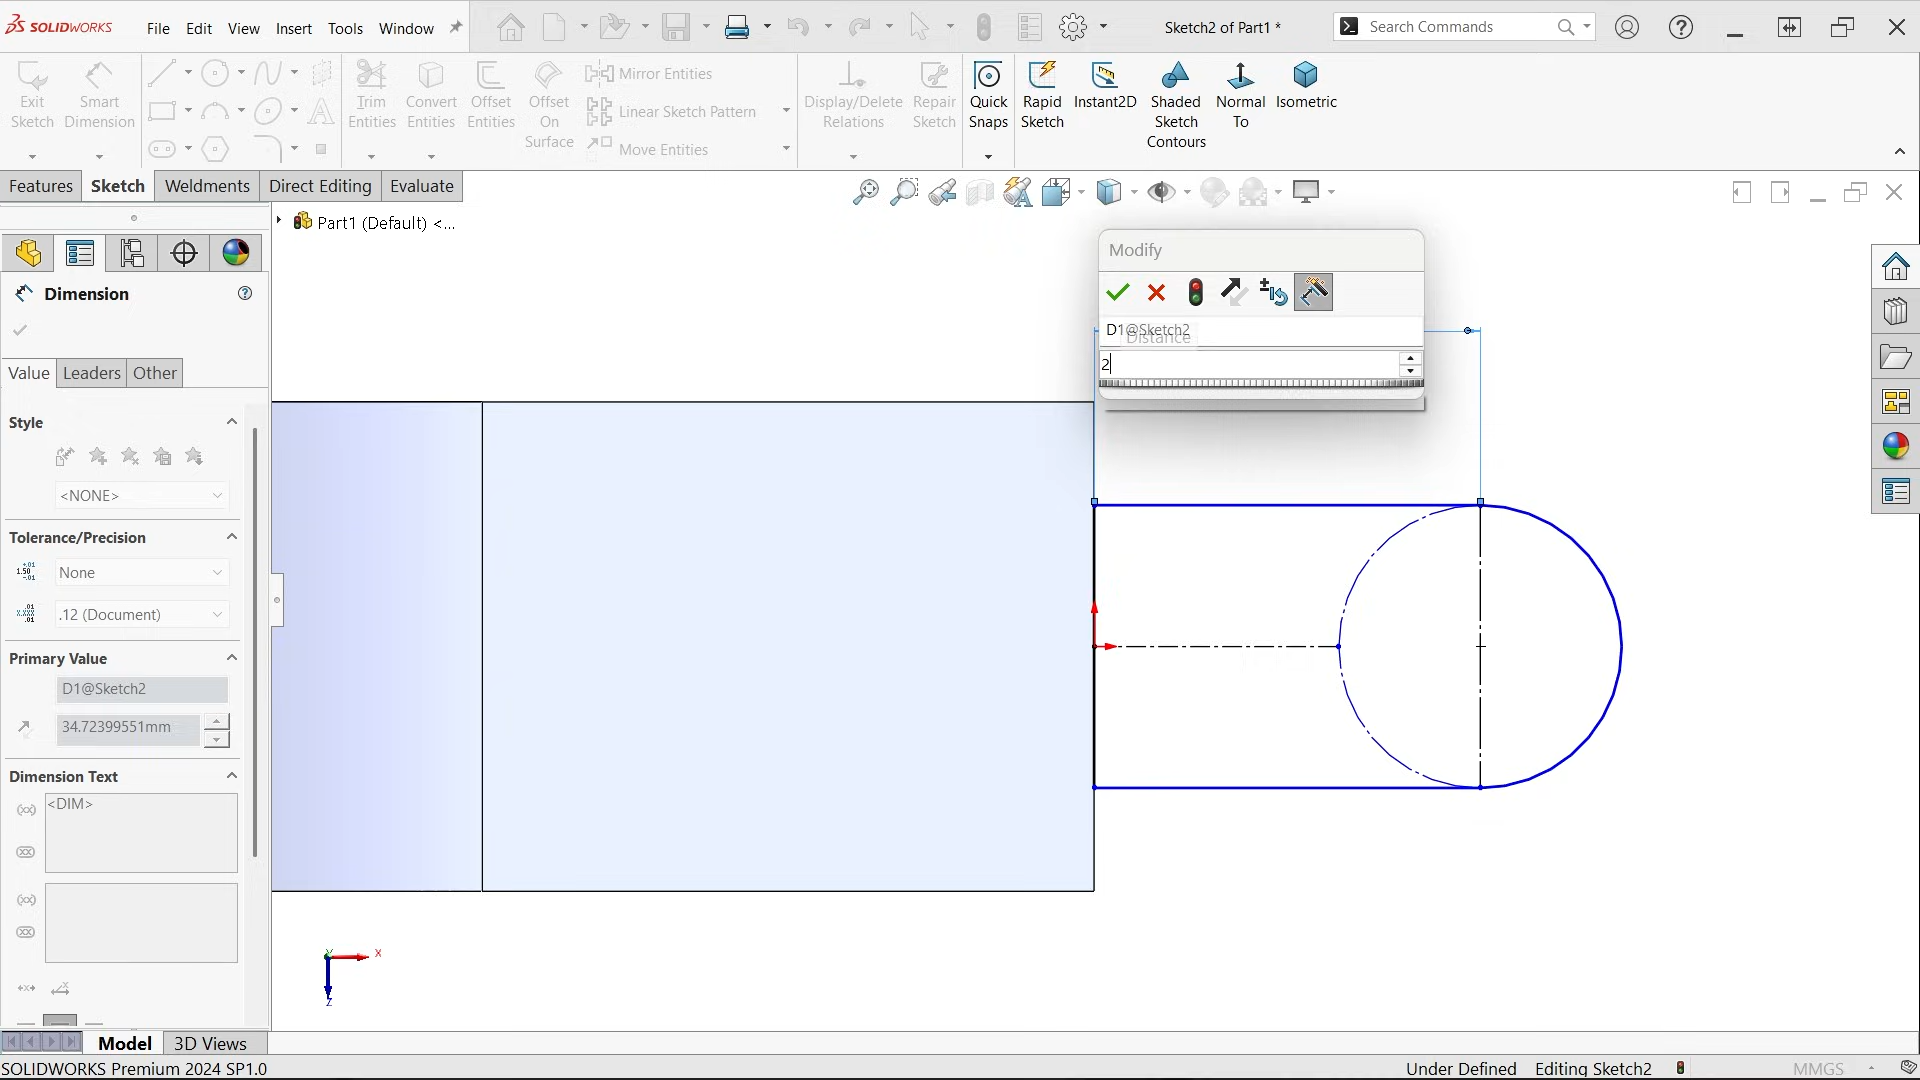 SOLIDWORKS File Edit View Insert Tools Window Sketch2 of Part1 * Search Commands
Exit Sketch
Smart Dimension
Trim Entities
Convert Entities
Offset Entities
Offset On Surface
Mirror Entities
Linear Sketch Pattern
Move Entities
Display/Delete Relations
Repair Sketch
Quick Snaps
Rapid Sketch
Instant2D
Shaded Sketch Contours
Normal To
Isometric
Features Sketch Weldments Direct Editing Evaluate
Part1 (Default) <...
Dimension
Value Leaders Other
Style
<NONE>
Tolerance/Precision
None
.12 (Document)
Primary Value
D1@Sketch2
34.72399551mm
Dimension Text
<DIM>
Modify
D1@Sketch2
Distance
2
X
Y
Z
Model 3D Views
SOLIDWORKS Premium 2024 SP1.0 Under Defined Editing Sketch2 MMGS